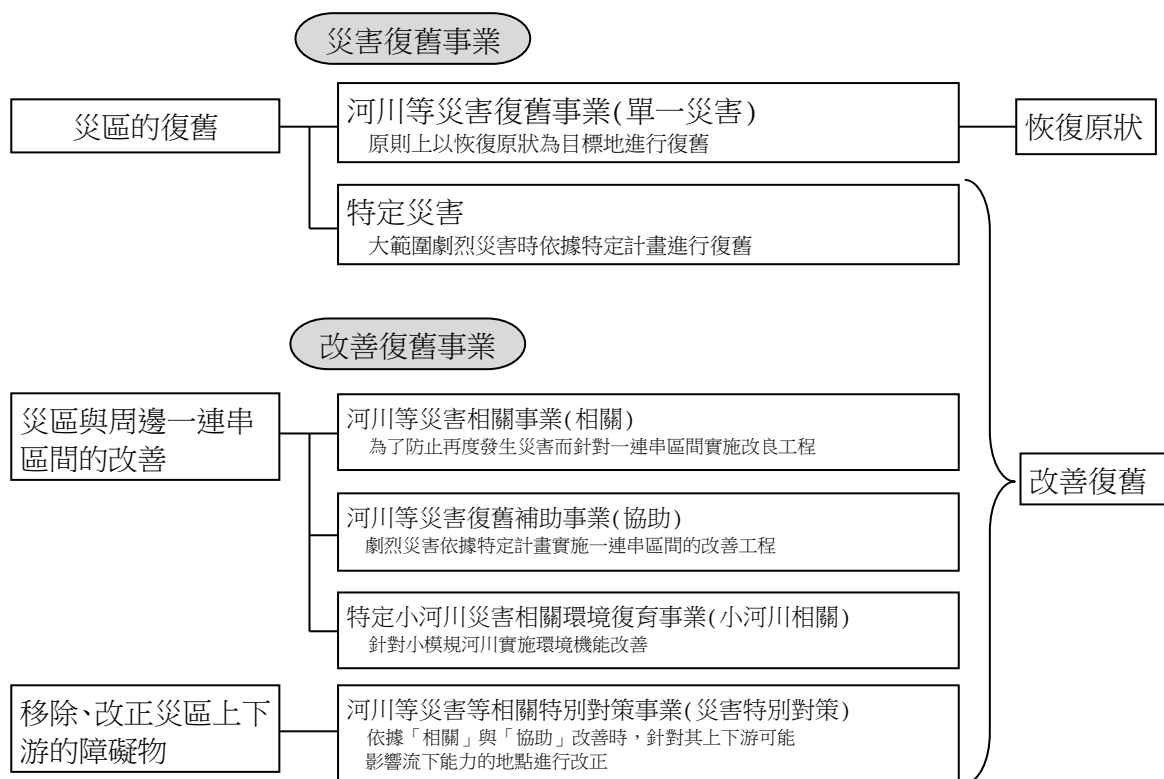 災害復舊事業
災區的復舊
河川等災害復舊事業(單一災害)
原則上以恢復原狀為目標地進行復舊
恢復原狀
特定災害
大範圍劇烈災害時依據特定計畫進行復舊
改善復舊事業
災區與周邊一連串
區間的改善
河川等災害相關事業(相關)
為了防止再度發生災害而針對一連串區間實施改良工程
河川等災害復舊補助事業(協助)
劇烈災害依據特定計畫實施一連串區間的改善工程
特定小河川災害相關環境復育事業(小河川相關)
針對小模規河川實施環境機能改善
改善復舊
移除、改正災區上下
游的障礙物
河川等災害等相關特別對策事業(災害特別對策)
依據「相關」與「協助」改善時，針對其上下游可能
影響流下能力的地點進行改正